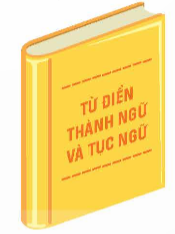 TỪ ĐIỂN
THÀNH NGỮ
VÀ TỤC NGỮ